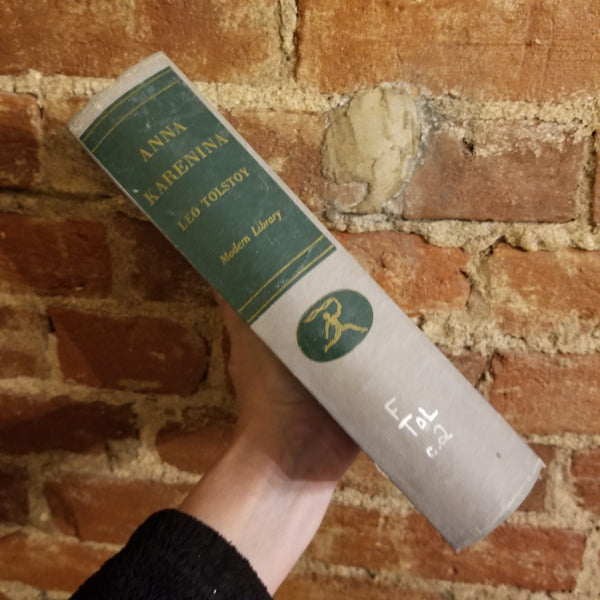 ANNA
KARENINA
LEO TOLSTOY
Modern Library
F
TOL
c.2